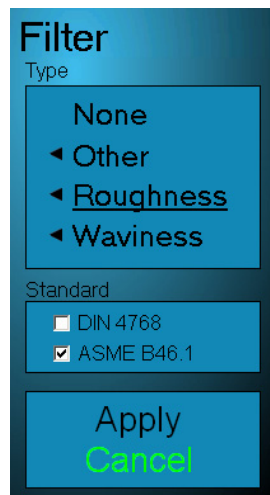 Filter
Type
None
Other
Roughness
Waviness
Standard
DIN 4768
ASME B46.1
Apply
Cancel